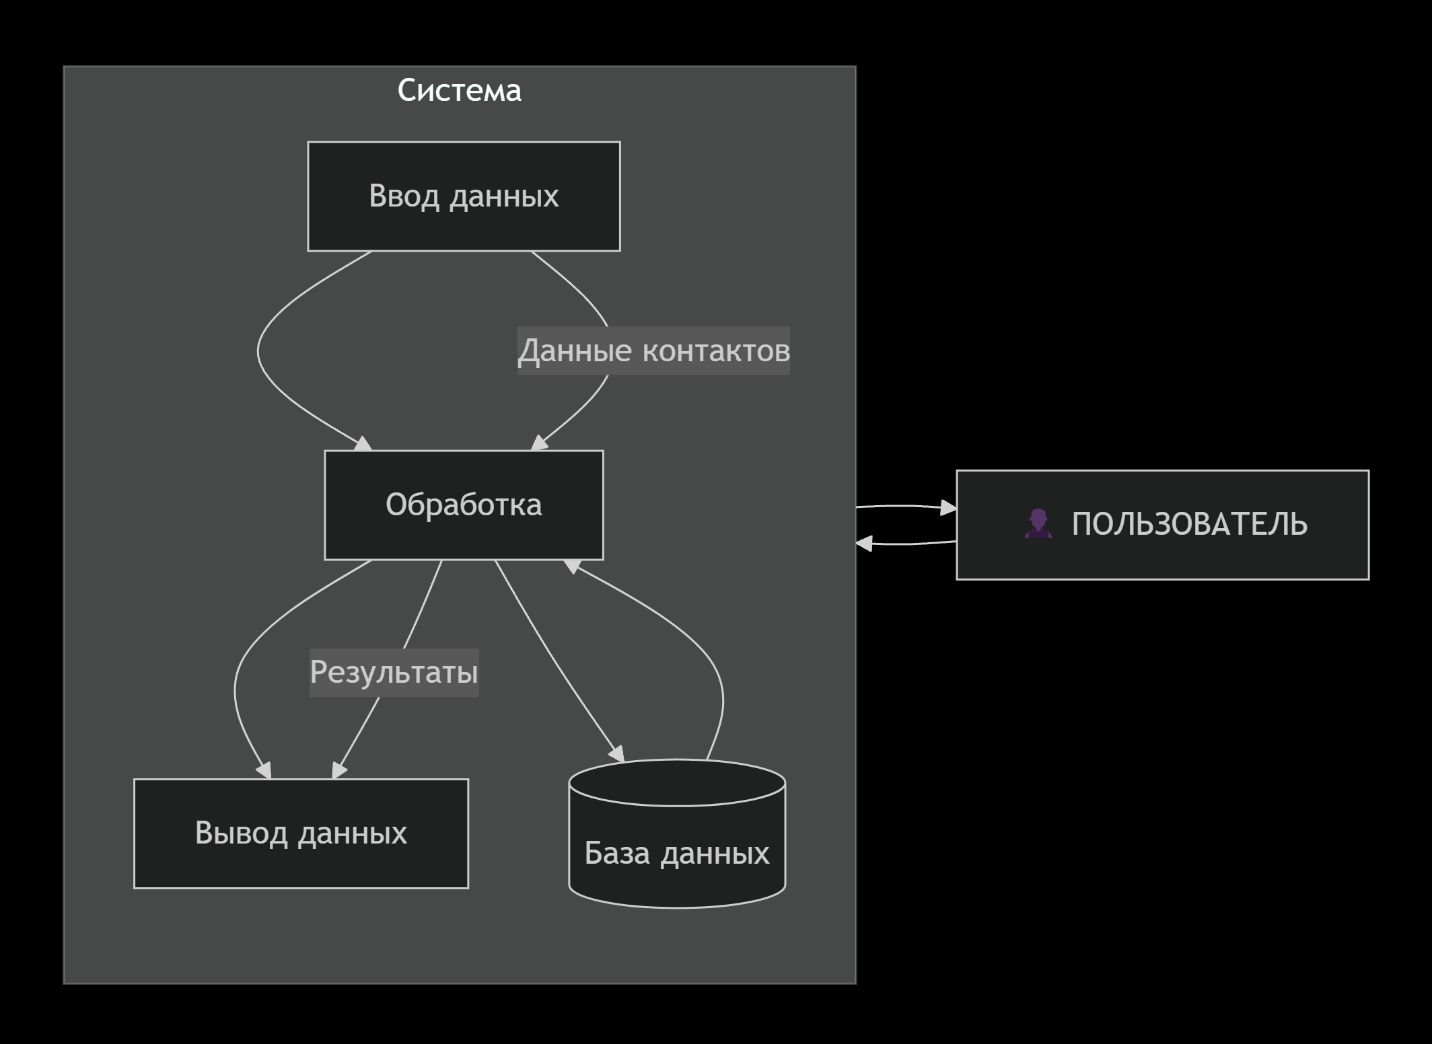 Система
Ввод данных
Данные контактов
Обработка
👤 ПОЛЬЗОВАТЕЛЬ
Результаты
Вывод данных
База данных